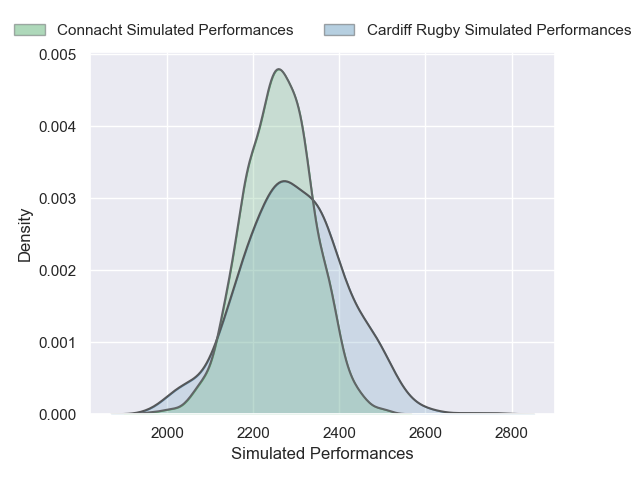 Connacht Simulated Performances Cardiff Rugby Simulated Performances
0.005
0.004
0.003
0.002
0.001
0.000
Density
2000 2200 2400 2600 2800
Simulated Performances